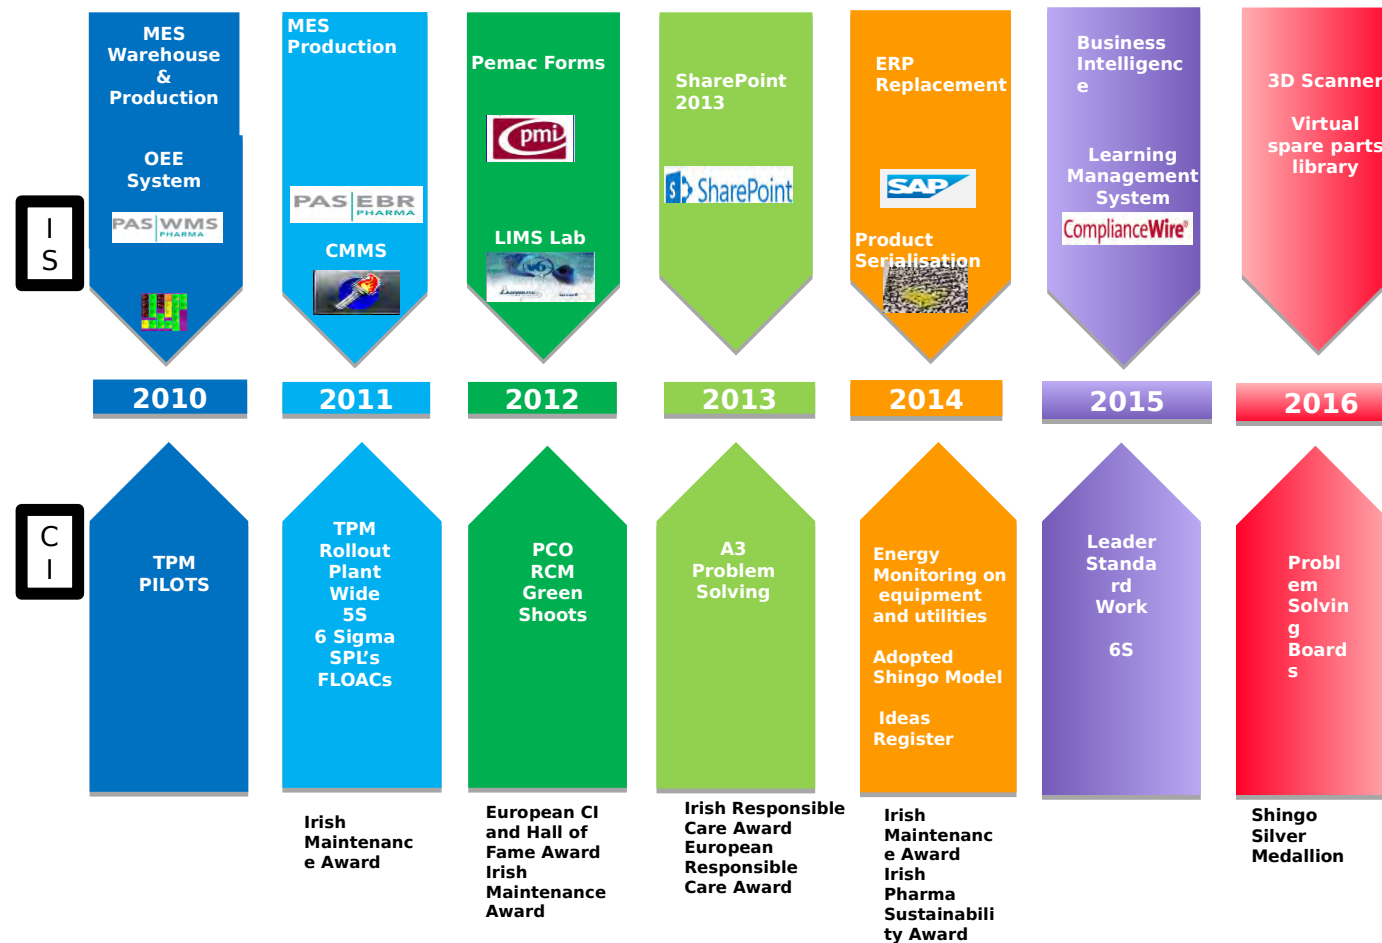 MES
Warehouse
&
Production
OEE
System
PAS WMS
PHARMA
MES
Production
PAS EBR
PHARMA
CMMS
Pemac Forms
pmi
LIMS Lab
SharePoint
2013
SharePoint
ERP
Replacement
SAP
Product
Serialisation
Business
Intelligenc
e
Learning
Management
System
ComplianceWire®
3D Scanner
Virtual
spare parts
library
I
S
2010
2011
2012
2013
2014
2015
2016
C
I
TPM
PILOTS
TPM
Rollout
Plant
Wide
5S
6 Sigma
SPL’s
FLOACs
PCO
RCM
Green
Shoots
A3
Problem
Solving
Energy
Monitoring on
equipment
and utilities
Adopted
Shingo Model
Ideas
Register
Leader
Standa
rd
Work
6S
Probl
em
Solvin
g
Board
s
Irish
Maintenanc
e Award
European CI
and Hall of
Fame Award
Irish
Maintenance
Award
Irish Responsible
Care Award
European
Responsible
Care Award
Irish
Maintenanc
e Award
Irish
Pharma
Sustainabili
ty Award
Shingo
Silver
Medallion